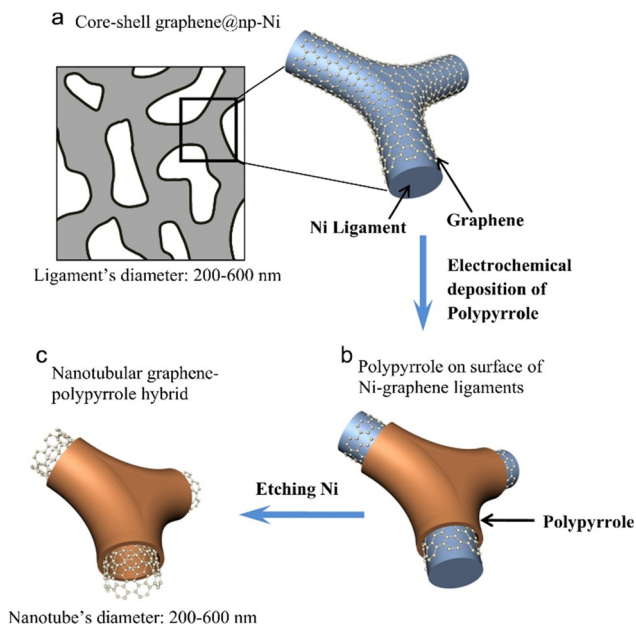 a Core-shell graphene@np-Ni
Ni Ligament
Graphene
Ligament's diameter: 200-600 nm
Electrochemical
deposition of
Polypyrrole
c
Nanotubular graphene-
polypyrrole hybrid
b
Polypyrrole on surface of
Ni-graphene ligaments
Etching Ni
Polypyrrole
Nanotube's diameter: 200-600 nm